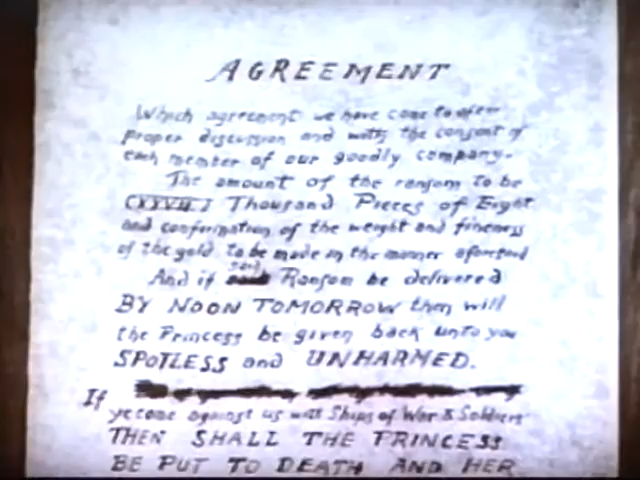 AGREEMENT
Which agreement we have come to after
proper discussion and with the consent of
each member of our goodly company.
The amount of the ransom to be
Thousand Pieces of Eight
and confirmation of the weight and fineness
of the gold to be made in the manner aforesaid
said
And if Ransom be delivered
BY NOON TOMORROW then will
the Princess be given back unto you
SPOTLESS and UNHARMED.
If
ye come against us with Ships of War & Soldiers
THEN SHALL THE PRINCESS
BE PUT TO DEATH AND HER